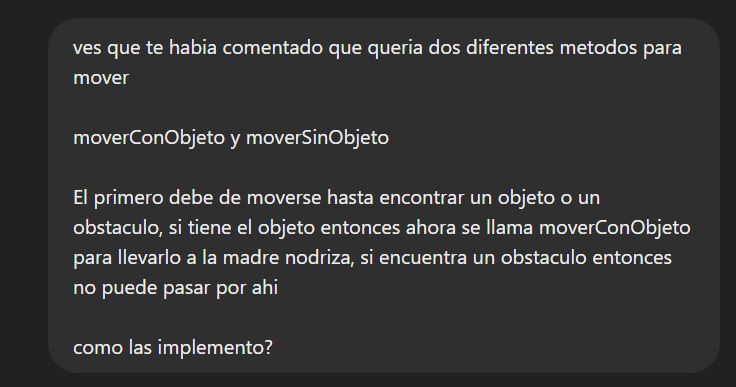 ves que te habia comentado que queria dos diferentes metodos para
mover
moverConObjeto y moverSinObjeto
El primero debe de moverse hasta encontrar un objeto o un
obstaculo, si tiene el objeto entonces ahora se llama moverConObjeto
para llevarlo a la madre nodriza, si encuentra un obstaculo entonces
no puede pasar por ahi
como las implemento?